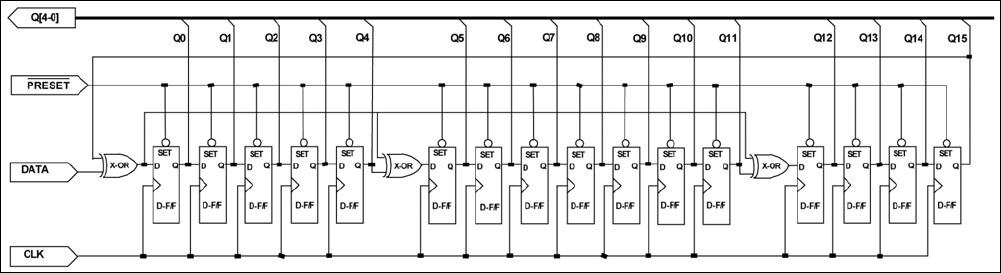 Q[4-0]
Q0 Q1 Q2 Q3 Q4 Q5 Q6 Q7 Q8 Q9 Q10 Q11 Q12 Q13 Q14 Q15
PRESET
SET SET SET SET SET SET SET SET SET SET SET SET SET SET SET SET
X-OR D Q D Q D Q D Q D Q X-OR D Q D Q D Q D Q D Q D Q D Q X-OR D Q D Q D Q D Q
DATA
D-F/F D-F/F D-F/F D-F/F D-F/F D-F/F D-F/F D-F/F D-F/F D-F/F D-F/F D-F/F D-F/F D-F/F D-F/F D-F/F
CLK